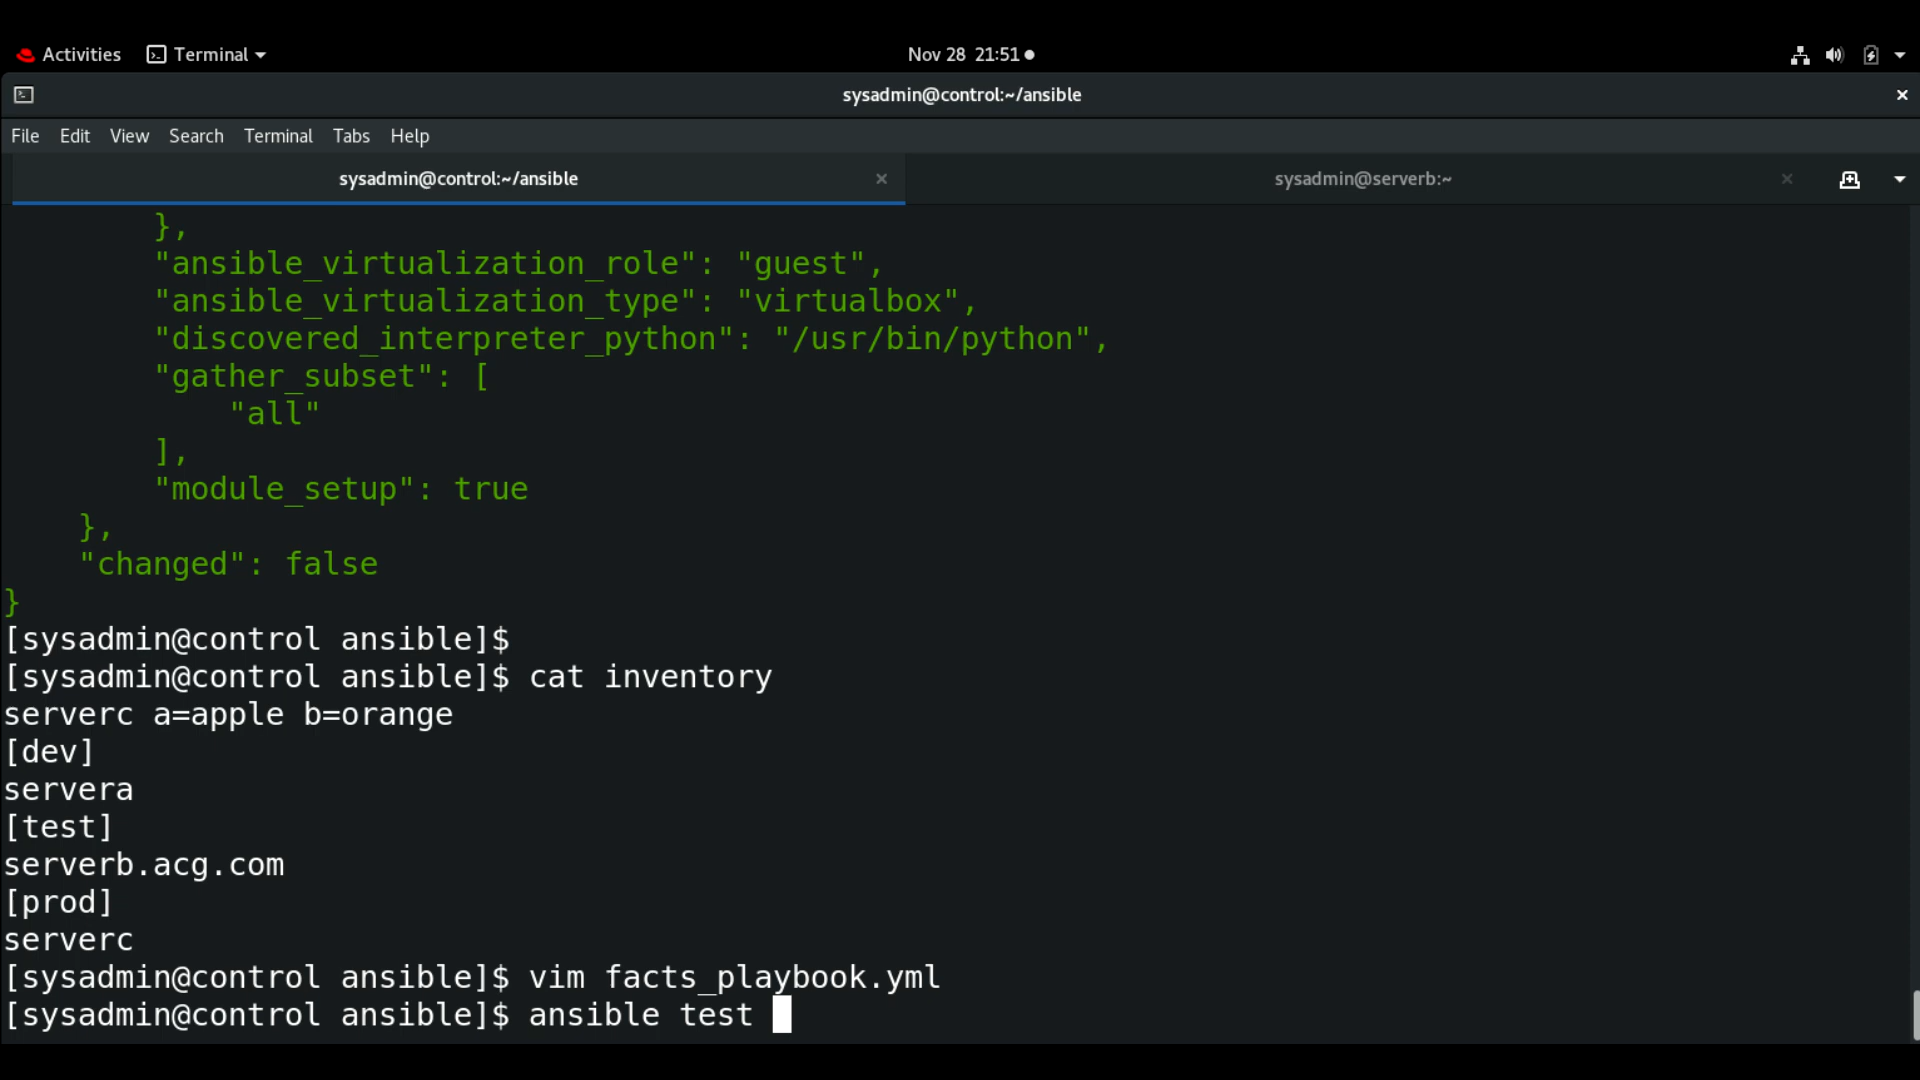 Activities Terminal Nov 28 21:51
sysadmin@control:~/ansible
File Edit View Search Terminal Tabs Help
sysadmin@control:~/ansible sysadmin@serverb:~
},
"ansible_virtualization_role": "guest",
"ansible_virtualization_type": "virtualbox",
"discovered_interpreter_python": "/usr/bin/python",
"gather_subset": [
"all"
],
"module_setup": true
},
"changed": false
}
[sysadmin@control ansible]$
[sysadmin@control ansible]$ cat inventory
serverc a=apple b=orange
[dev]
servera
[test]
serverb.acg.com
[prod]
serverc
[sysadmin@control ansible]$ vim facts_playbook.yml
[sysadmin@control ansible]$ ansible test